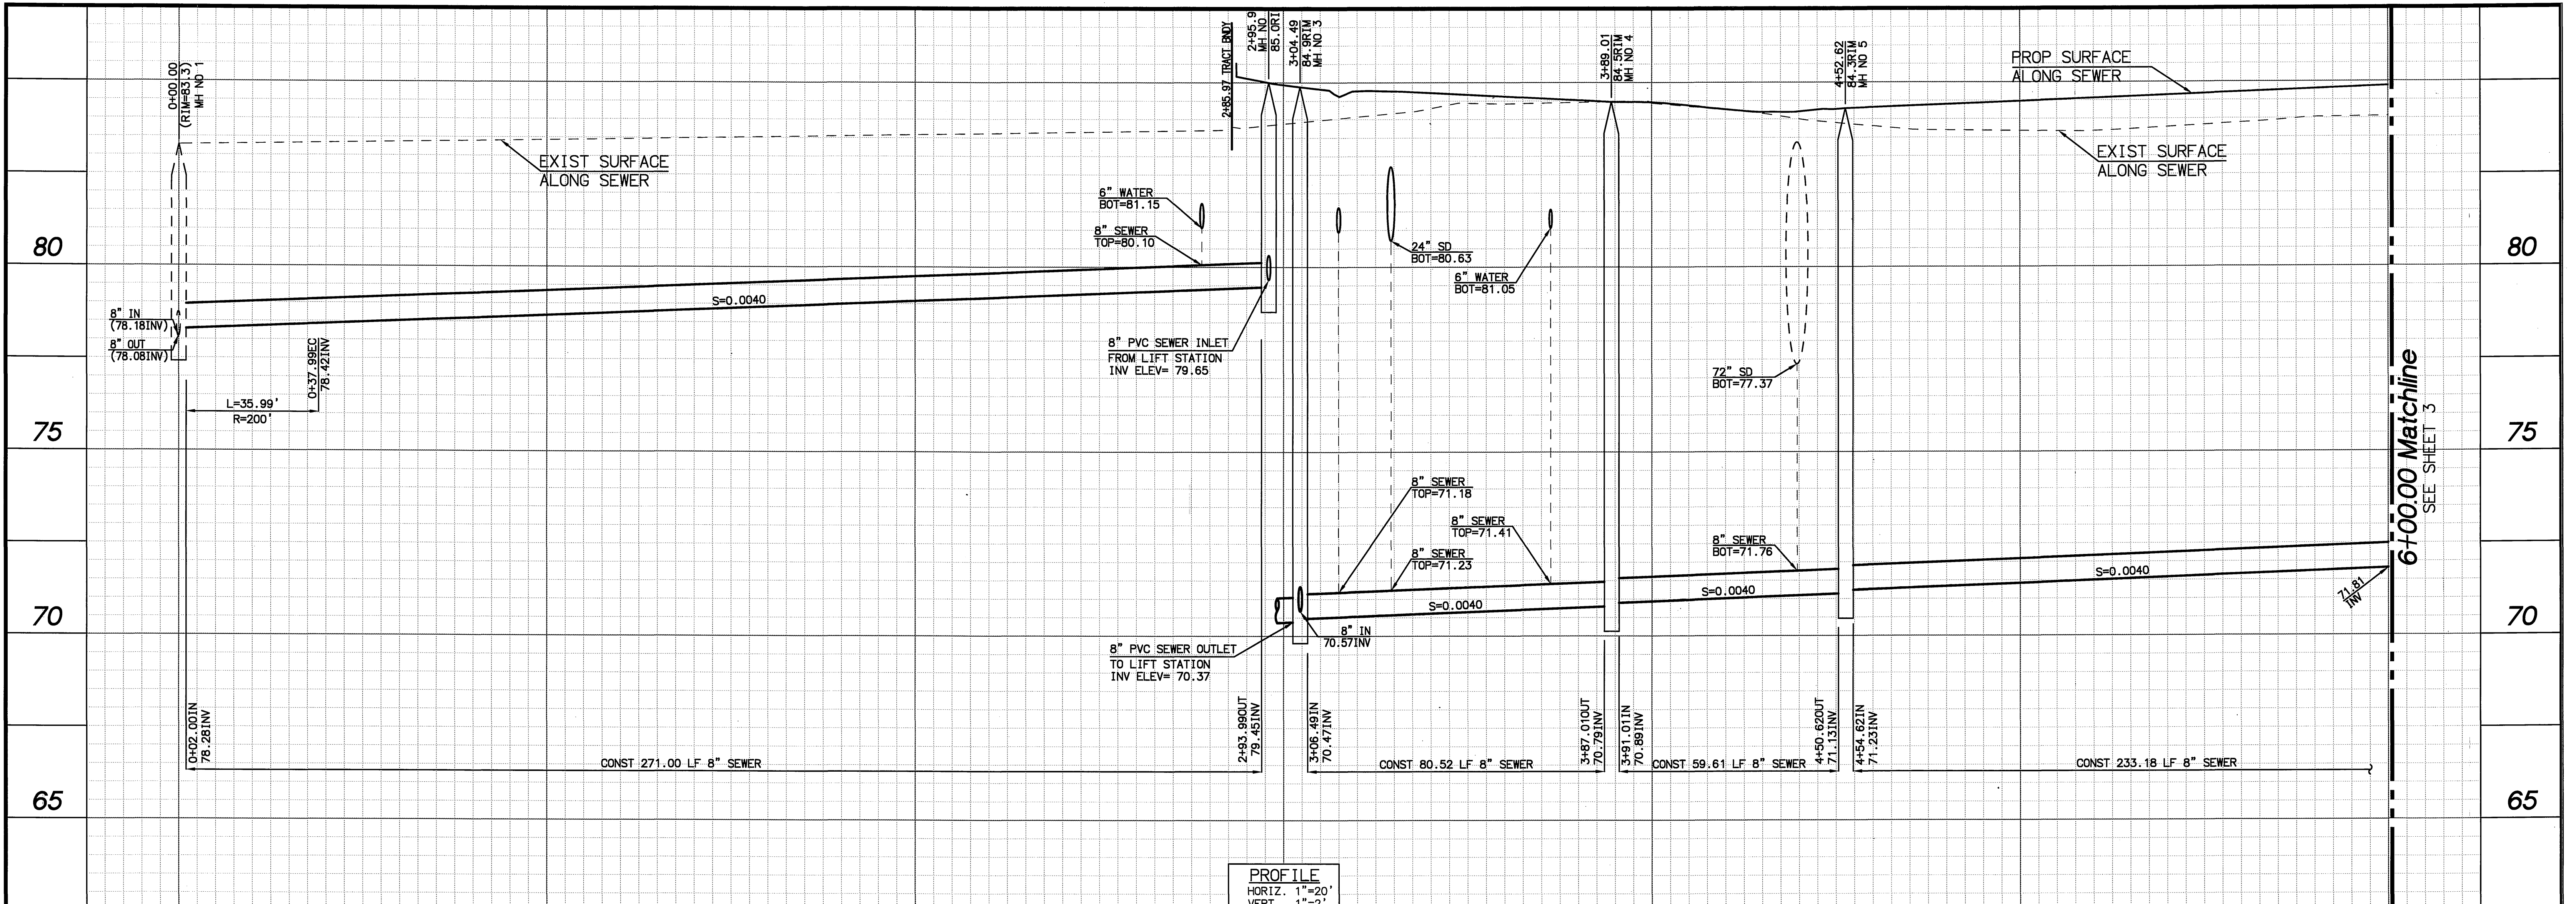 0+00.00
(RIM=83.3)
MH NO 1
2+85.97 TRACT BNDY
2+95.9
MH NO
85.0RI
3+04.49
84.9RIM
MH NO 3
3+89.01
84.5RIM
MH NO 4
4+52.62
84.3RIM
MH NO 5
PROP SURFACE
ALONG SEWER
EXIST SURFACE
ALONG SEWER
EXIST SURFACE
ALONG SEWER
6" WATER
BOT=81.15
8" SEWER
TOP=80.10
24" SD
BOT=80.63
6" WATER
BOT=81.05
80
80
S=0.0040
8" IN
(78.18INV)
8" OUT
(78.08INV)
0+37.99EC
78.42INV
8" PVC SEWER INLET
FROM LIFT STATION
INV ELEV= 79.65
72" SD
BOT=77.37
L=35.99'
R=200'
75
75
6+00.00 Matchline
SEE SHEET 3
8" SEWER
TOP=71.18
8" SEWER
TOP=71.41
8" SEWER
TOP=71.23
8" SEWER
BOT=71.76
S=0.0040
S=0.0040
S=0.0040
71.81
INV
70
70
8" IN
70.57INV
8" PVC SEWER OUTLET
TO LIFT STATION
INV ELEV= 70.37
0+02.00IN
78.28INV
2+93.99OUT
79.45INV
3+06.49IN
70.47INV
3+87.01OUT
70.79INV
3+91.01IN
70.89INV
4+50.62OUT
71.13INV
4+54.62IN
71.23INV
CONST 271.00 LF 8" SEWER
CONST 80.52 LF 8" SEWER
CONST 59.61 LF 8" SEWER
CONST 233.18 LF 8" SEWER
65
65
PROFILE
HORIZ. 1"=20'
VERT. 1"=2'